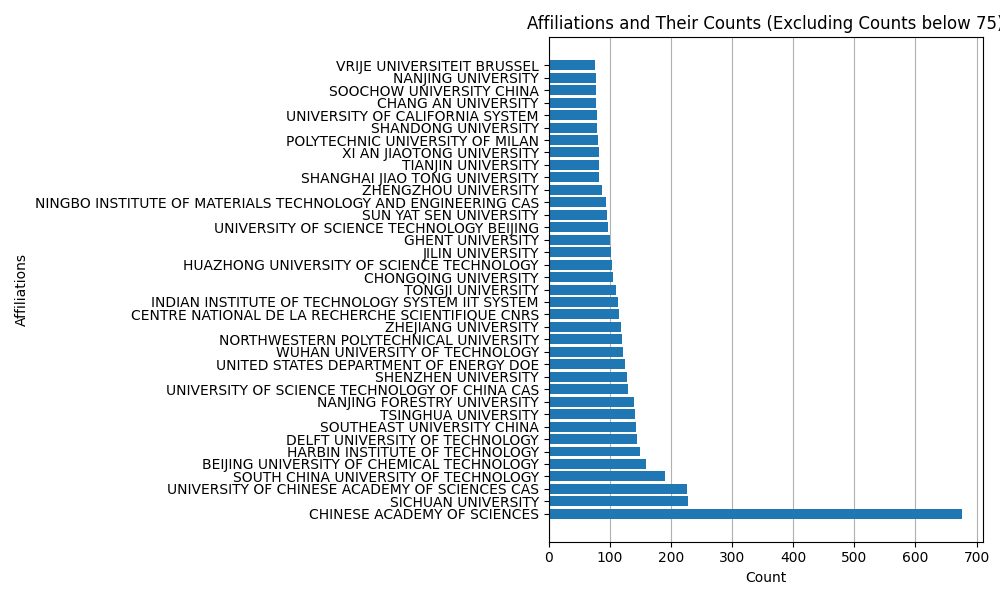 Affiliations and Their Counts (Excluding Counts below 75)
VRIJE UNIVERSITEIT BRUSSEL
NANJING UNIVERSITY
SOOCHOW UNIVERSITY CHINA
CHANG AN UNIVERSITY
UNIVERSITY OF CALIFORNIA SYSTEM
SHANDONG UNIVERSITY
POLYTECHNIC UNIVERSITY OF MILAN
XI AN JIAOTONG UNIVERSITY
TIANJIN UNIVERSITY
SHANGHAI JIAO TONG UNIVERSITY
ZHENGZHOU UNIVERSITY
NINGBO INSTITUTE OF MATERIALS TECHNOLOGY AND ENGINEERING CAS
SUN YAT SEN UNIVERSITY
UNIVERSITY OF SCIENCE TECHNOLOGY BEIJING
GHENT UNIVERSITY
JILIN UNIVERSITY
HUAZHONG UNIVERSITY OF SCIENCE TECHNOLOGY
CHONGQING UNIVERSITY
TONGJI UNIVERSITY
INDIAN INSTITUTE OF TECHNOLOGY SYSTEM IIT SYSTEM
CENTRE NATIONAL DE LA RECHERCHE SCIENTIFIQUE CNRS
ZHEJIANG UNIVERSITY
NORTHWESTERN POLYTECHNICAL UNIVERSITY
WUHAN UNIVERSITY OF TECHNOLOGY
UNITED STATES DEPARTMENT OF ENERGY DOE
SHENZHEN UNIVERSITY
UNIVERSITY OF SCIENCE TECHNOLOGY OF CHINA CAS
NANJING FORESTRY UNIVERSITY
TSINGHUA UNIVERSITY
SOUTHEAST UNIVERSITY CHINA
DELFT UNIVERSITY OF TECHNOLOGY
HARBIN INSTITUTE OF TECHNOLOGY
BEIJING UNIVERSITY OF CHEMICAL TECHNOLOGY
SOUTH CHINA UNIVERSITY OF TECHNOLOGY
UNIVERSITY OF CHINESE ACADEMY OF SCIENCES CAS
SICHUAN UNIVERSITY
CHINESE ACADEMY OF SCIENCES
Affiliations
0 100 200 300 400 500 600 700
Count